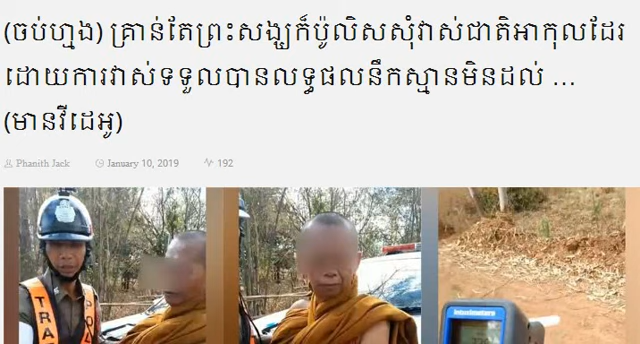 (ចប់ហ្មង) គ្រាន់តែព្រះសង្ឃក៏ប៉ូលិសសុំវាស់ជាតិអាកុលដែរ
ដោយការវាស់ទទួលបានលទ្ធផលនឹកស្មានមិនដល់ ...
(មានវីដេអូ)
Phanith Jack January 10, 2019 192
TRA
POL
Intoximeters